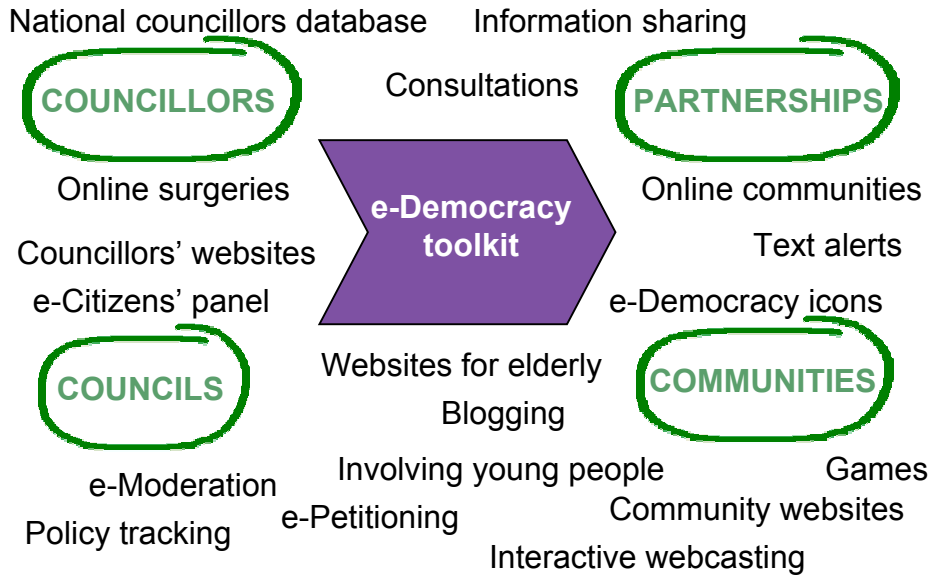 National councillors database
Information sharing
COUNCILLORS
Consultations
PARTNERSHIPS
Online surgeries
e-Democracy
toolkit
Online communities
Councillors’ websites
Text alerts
e-Citizens’ panel
e-Democracy icons
Websites for elderly
COUNCILS
COMMUNITIES
Blogging
Involving young people
Games
e-Moderation
Community websites
e-Petitioning
Policy tracking
Interactive webcasting